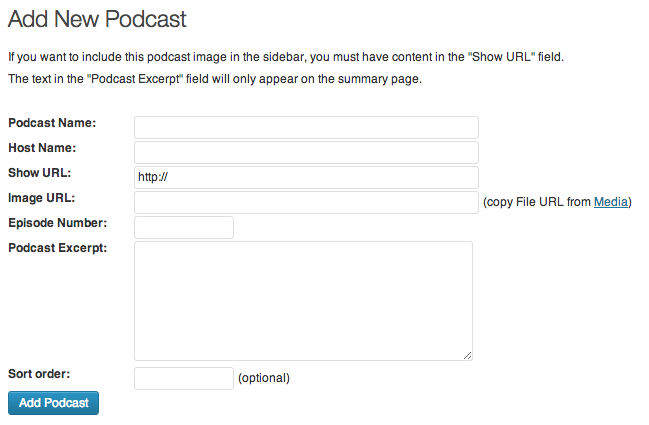 Add New Podcast
If you want to include this podcast image in the sidebar, you must have content in the "Show URL" field.
The text in the "Podcast Excerpt" field will only appear on the summary page.
Podcast Name:
Host Name:
Show URL: http://
Image URL: (copy File URL from Media)
Episode Number:
Podcast Excerpt:
Sort order: (optional)
Add Podcast